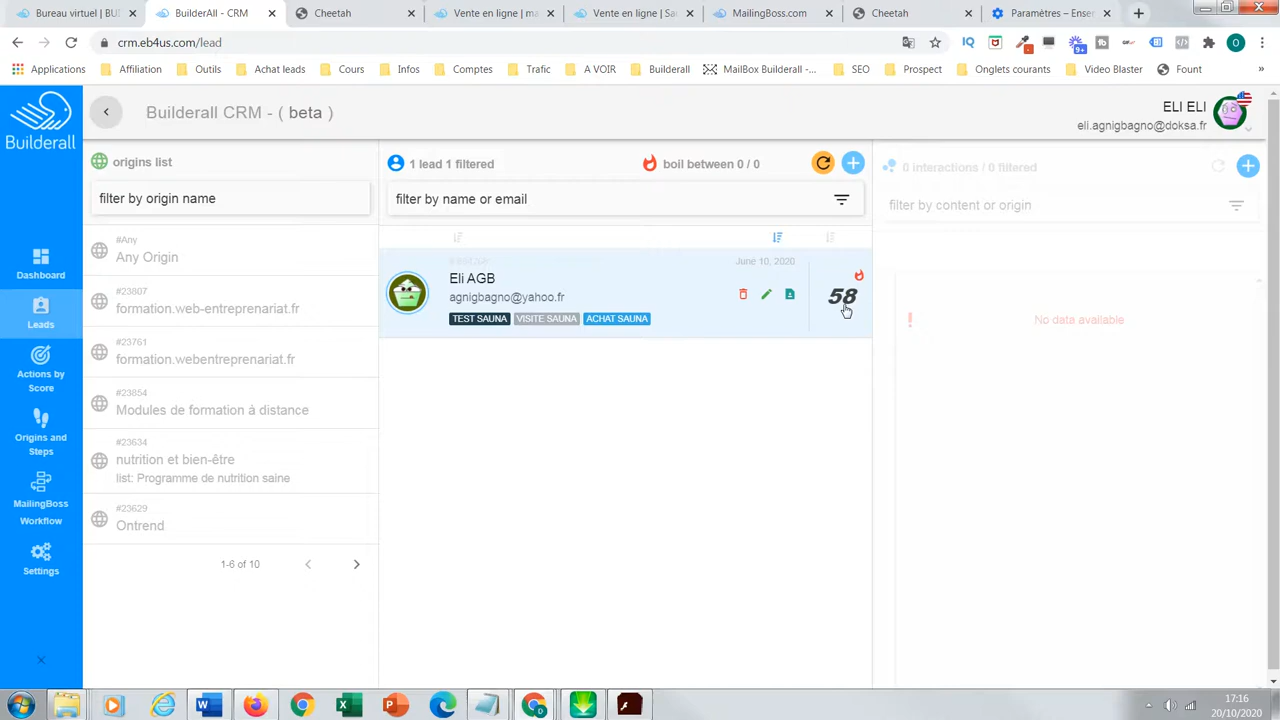 Bureau virtuel | BU
BuilderAll - CRM
Cheetah
Vente en ligne | ma
Vente en ligne | Sau
MailingBoss.com
Cheetah
Paramètres – Enser
crm.eb4us.com/lead
Applications
Affiliation
Outils
Achat leads
Cours
Infos
Comptes
Trafic
A VOIR
Builderall
MailBox Builderall -...
SEO
Prospect
Onglets courants
Video Blaster
Fount
»
Builderall
Builderall CRM - ( beta )
ELI ELI
eli.agnigbagno@doksa.fr
origins list
1 lead 1 filtered
boil between 0 / 0
0 interactions / 0 filtered
filter by origin name
filter by name or email
filter by content or origin
#Any
Any Origin
#23807
formation.web-entreprenariat.fr
#23761
formation.webentreprenariat.fr
#23854
Modules de formation à distance
#23634
nutrition et bien-être
list: Programme de nutrition saine
#23629
Ontrend
1-6 of 10
June 10, 2020
Eli AGB
agnigbagno@yahoo.fr
TEST SAUNA
VISITE SAUNA
ACHAT SAUNA
58
No data available
Dashboard
Leads
Actions by
Score
Origins and
Steps
MailingBoss
Workflow
Settings
17:16
20/10/2020